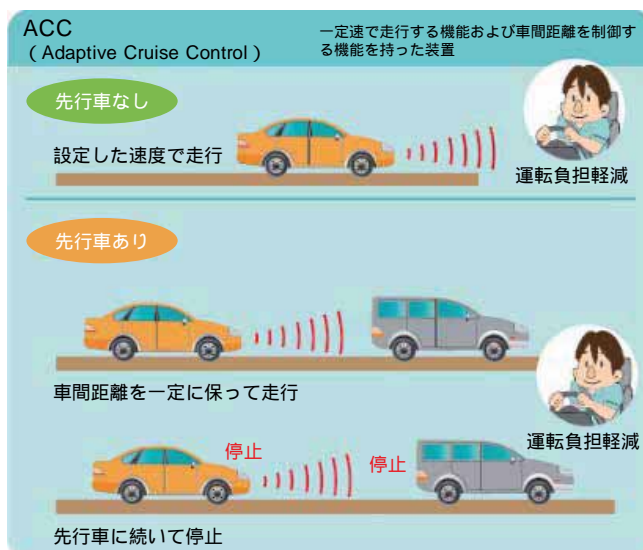 ACC
（Adaptive Cruise Control）
一定速で走行する機能および車間距離を制御す
る機能を持った装置
先行車なし
設定した速度で走行
運転負担軽減
先行車あり
車間距離を一定に保って走行
運転負担軽減
停止
停止
先行車に続いて停止